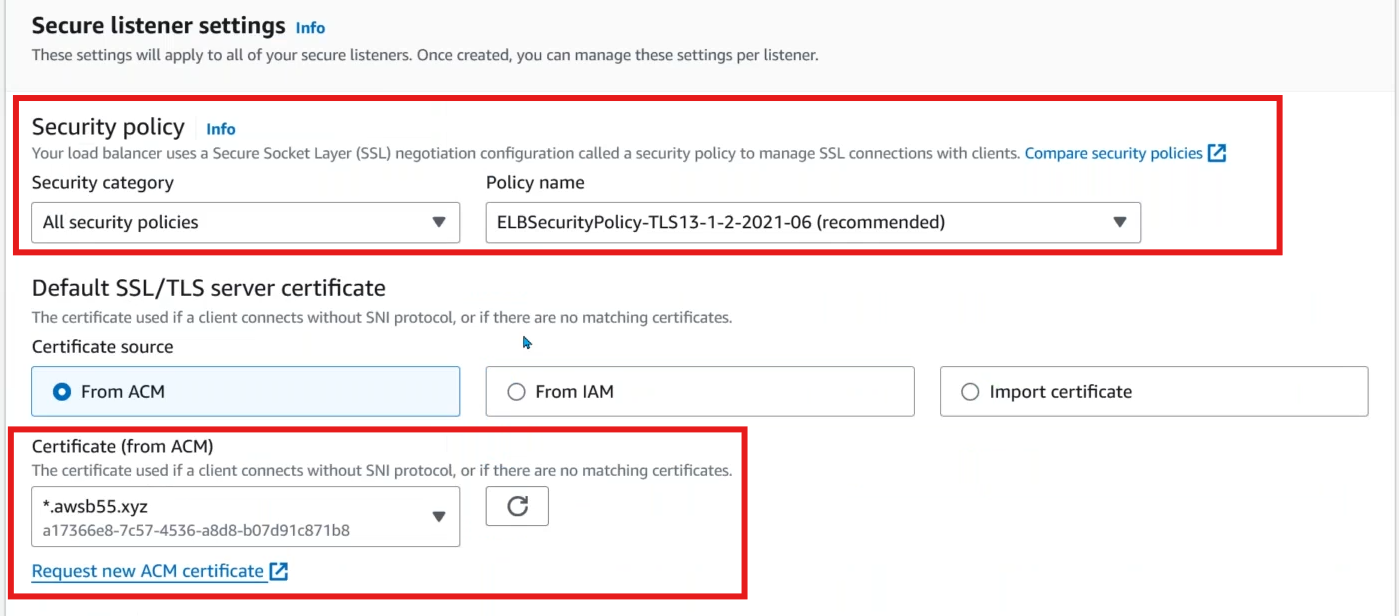 Secure listener settings Info
These settings will apply to all of your secure listeners. Once created, you can manage these settings per listener.
Security policy Info
Your load balancer uses a Secure Socket Layer (SSL) negotiation configuration called a security policy to manage SSL connections with clients. Compare security policies
Security category Policy name
All security policies ELBSecurityPolicy-TLS13-1-2-2021-06 (recommended)
Default SSL/TLS server certificate
The certificate used if a client connects without SNI protocol, or if there are no matching certificates.
Certificate source
From ACM From IAM Import certificate
Certificate (from ACM)
The certificate used if a client connects without SNI protocol, or if there are no matching certificates.
*.awsb55.xyz
a17366e8-7c57-4536-a8d8-b07d91c871b8
Request new ACM certificate